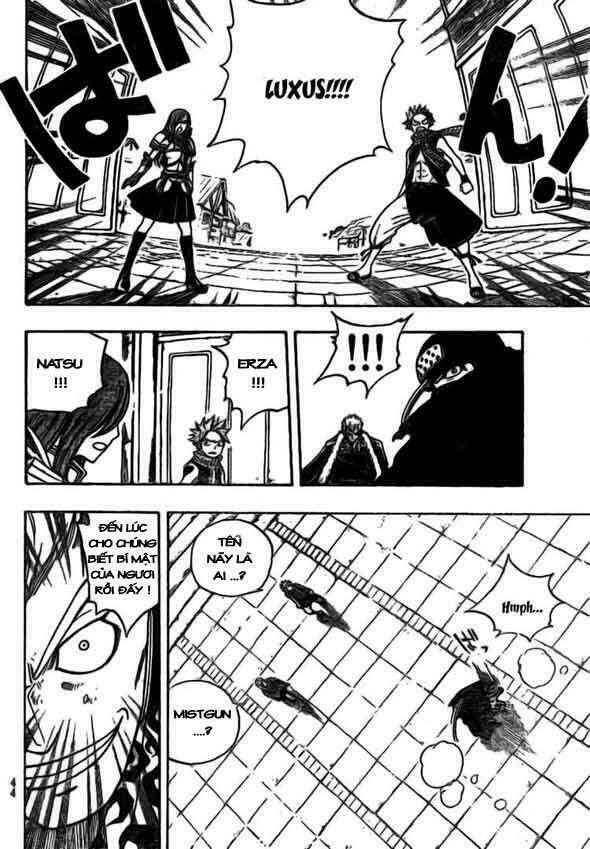 ばん!
LUXUS!!!!
NATSU
!!!
ERZA
!!!
!!!
ĐẾN LÚC
CHO CHÚNG
BIẾT BÍ MẬT
CỦA NGƯƠI
RỒI ĐẤY !
TÊN
NÀY LÀ
AI ...?
MISTGUN
....?
Hmph...
44